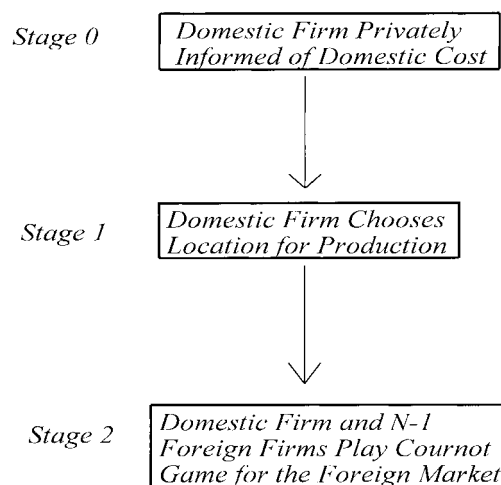 Stage 0
Domestic Firm Privately
Informed of Domestic Cost
Stage 1
Domestic Firm Chooses
Location for Production
Stage 2
Domestic Firm and N-1
Foreign Firms Play Cournot
Game for the Foreign Market